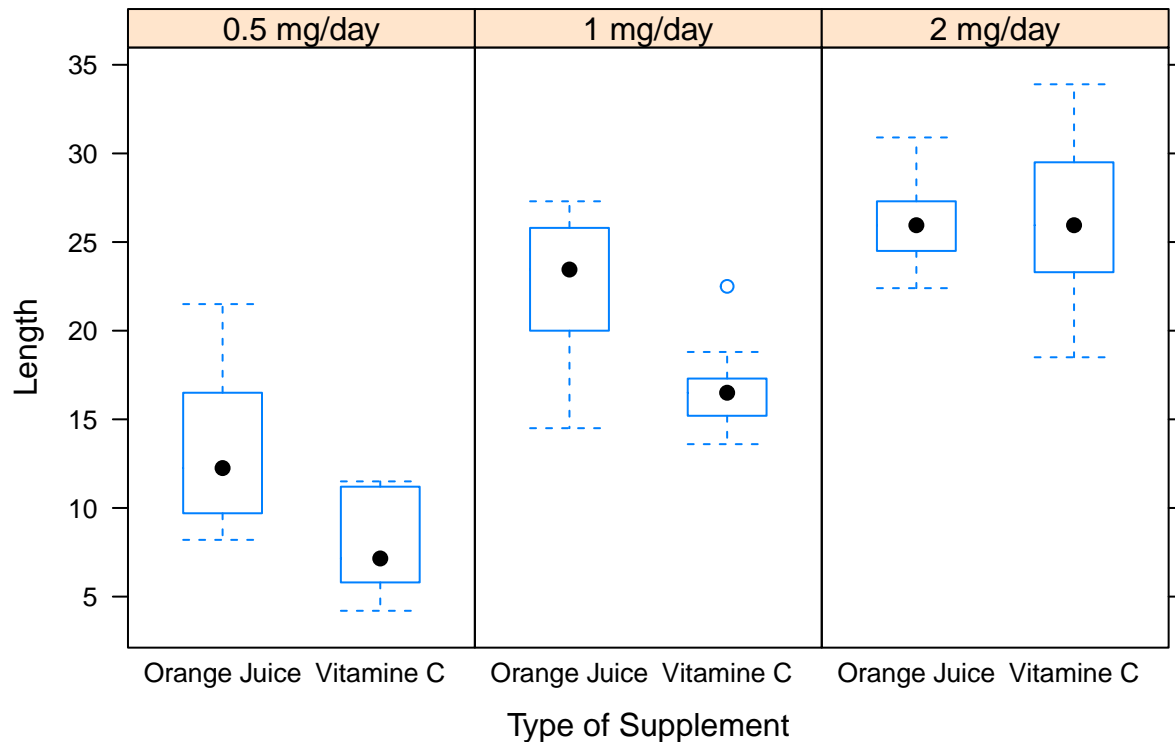 0.5 mg/day 1 mg/day 2 mg/day
35
30
25
20
15
10
5
Length
Orange Juice Vitamine C Orange Juice Vitamine C Orange Juice Vitamine C
Type of Supplement